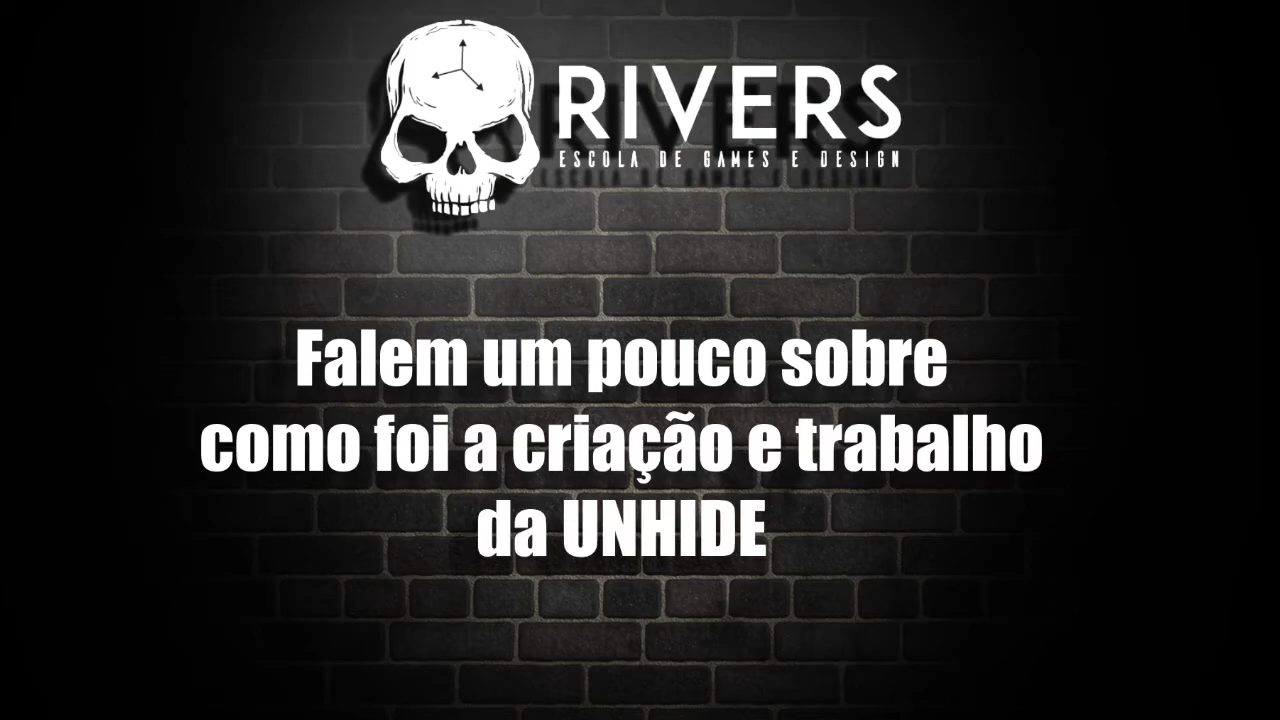 RIVERS
ESCOLA DE GAMES E DESIGN
Falem um pouco sobre
como foi a criação e trabalho
da UNHIDE